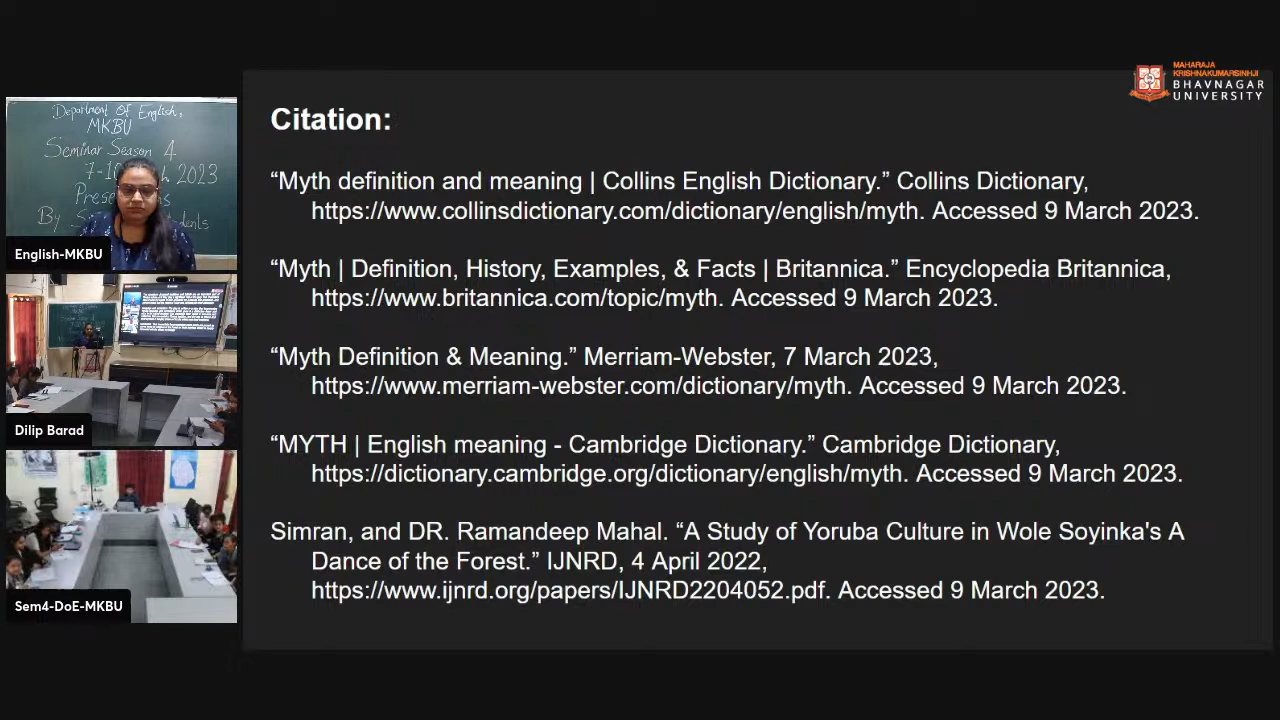 MAHARAJA
KRISHNAKUMARSINHJI
BHAVNAGAR
UNIVERSITY
Department Of English,
MKBU
Seminar Season 4
2023
By
English-MKBU
Dilip Barad
Sem4-DoE-MKBU
Citation:
“Myth definition and meaning | Collins English Dictionary.” Collins Dictionary,
https://www.collinsdictionary.com/dictionary/english/myth. Accessed 9 March 2023.
“Myth | Definition, History, Examples, & Facts | Britannica.” Encyclopedia Britannica,
https://www.britannica.com/topic/myth. Accessed 9 March 2023.
“Myth Definition & Meaning.” Merriam-Webster, 7 March 2023,
https://www.merriam-webster.com/dictionary/myth. Accessed 9 March 2023.
“MYTH | English meaning - Cambridge Dictionary.” Cambridge Dictionary,
https://dictionary.cambridge.org/dictionary/english/myth. Accessed 9 March 2023.
Simran, and DR. Ramandeep Mahal. “A Study of Yoruba Culture in Wole Soyinka's A
Dance of the Forest.” IJNRD, 4 April 2022,
https://www.ijnrd.org/papers/IJNRD2204052.pdf. Accessed 9 March 2023.